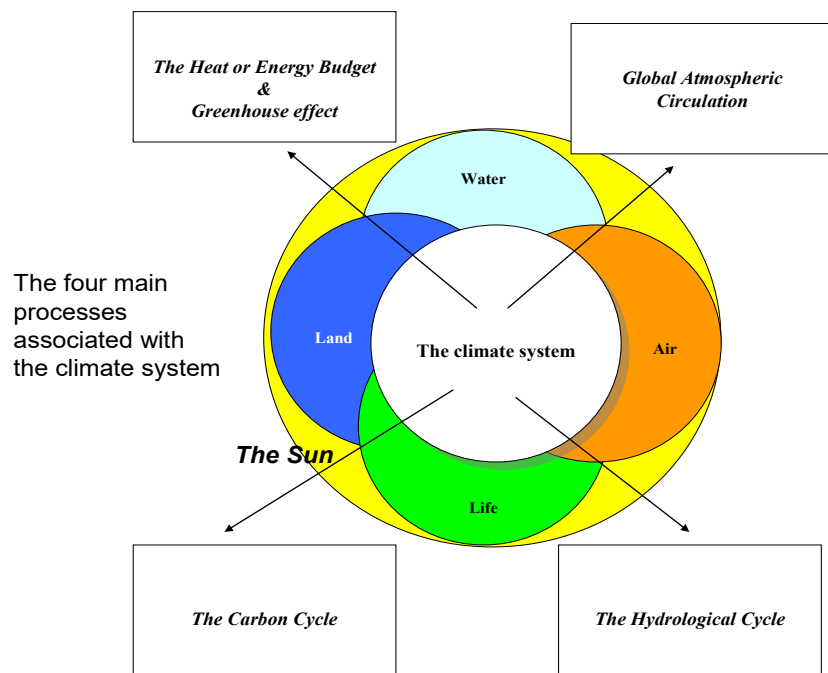 The Heat or Energy Budget
&
Greenhouse effect
Global Atmospheric
Circulation
Water
The four main
processes
associated with
the climate system
Land
The climate system
Air
The Sun
Life
The Carbon Cycle
The Hydrological Cycle